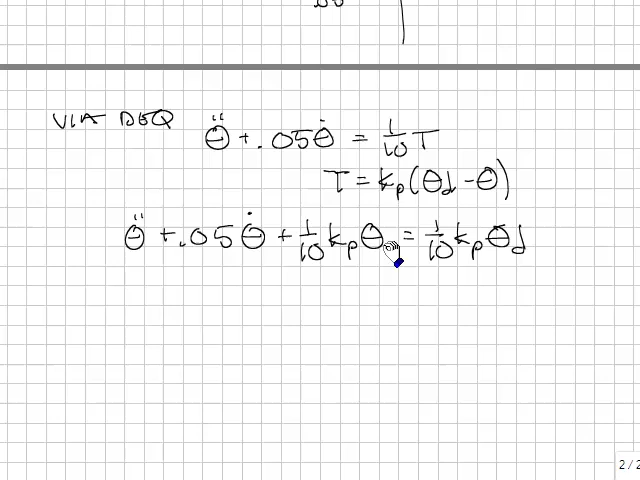 VIA DEQ θ̈ + .05θ̇ = 1/10 T
T = kp(θd - θ)
θ̈ + .05θ̇ + 1/10 kpθ = 1/10 kpθd
2 / 2